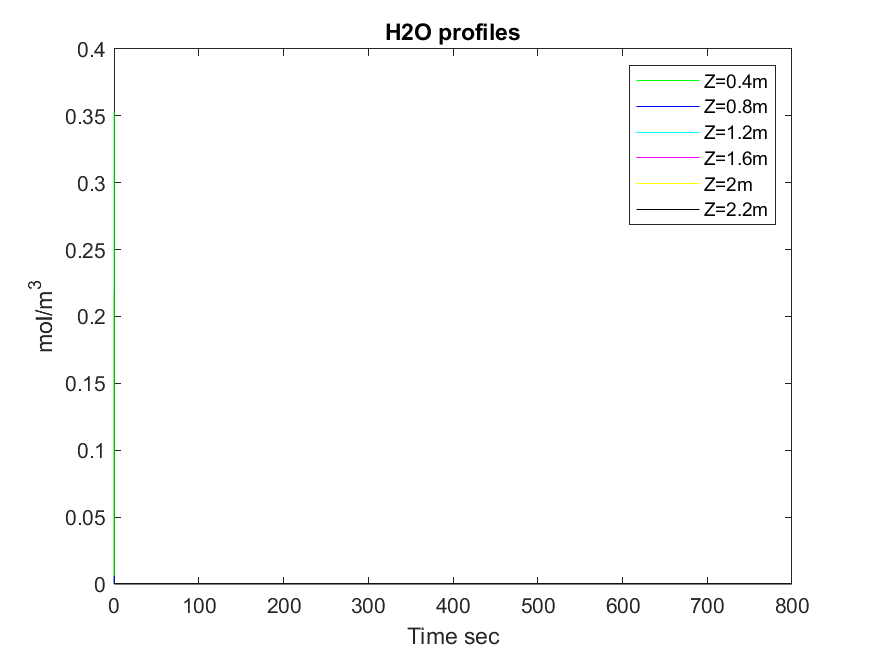 H2O profiles
0.4
0.35
0.3
0.25
0.2
0.15
0.1
0.05
0
mol/m3
Z=0.4m
Z=0.8m
Z=1.2m
Z=1.6m
Z=2m
Z=2.2m
0 100 200 300 400 500 600 700 800
Time sec